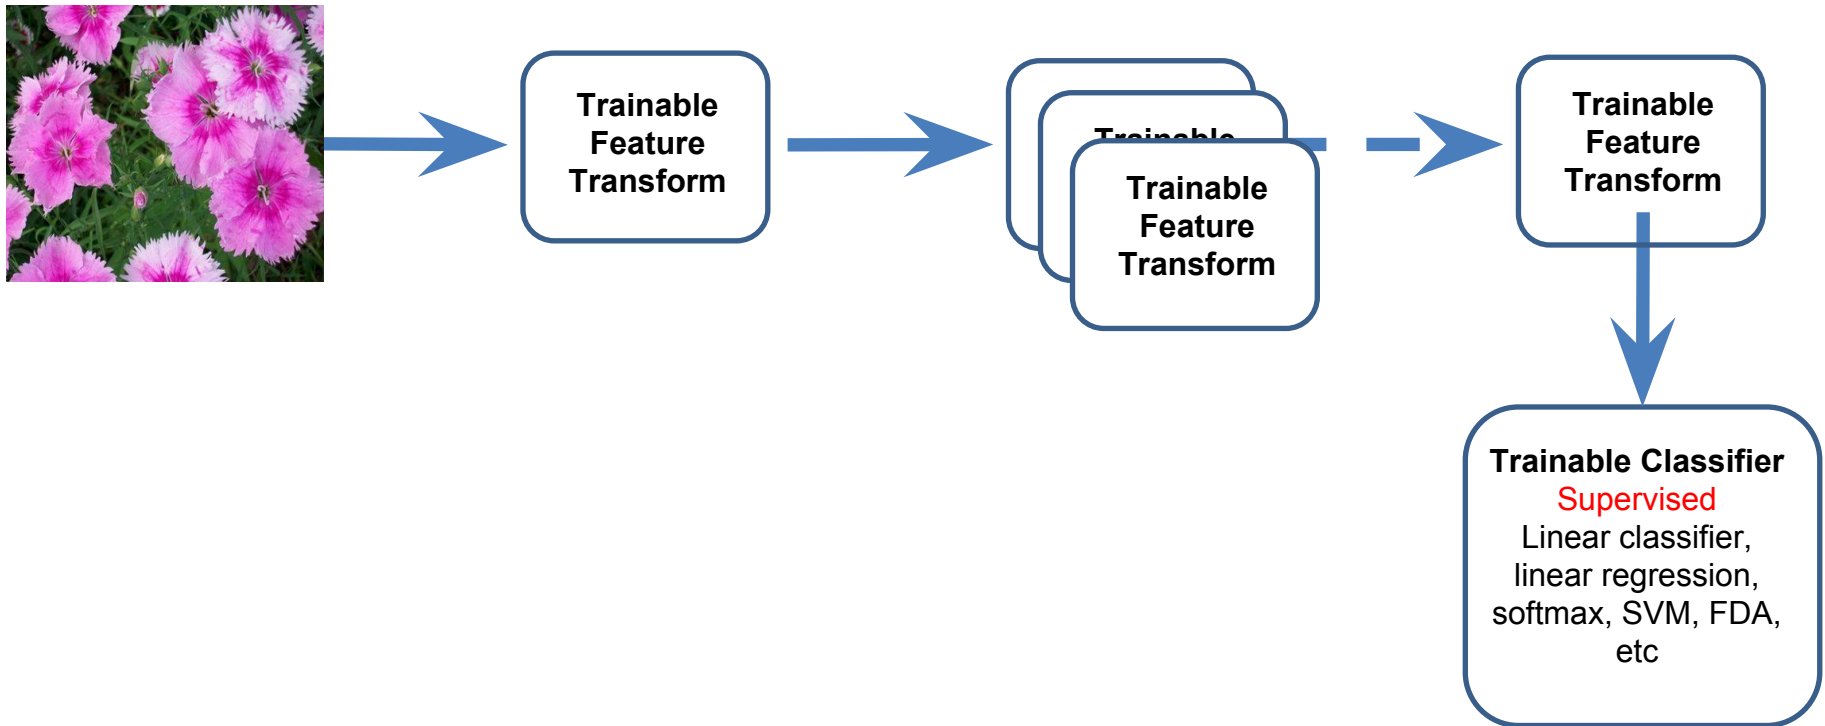 Trainable
Feature
Transform
Trainable
Trainable
Feature
Transform
Trainable
Feature
Transform
Trainable Classifier
Supervised
Linear classifier,
linear regression,
softmax, SVM, FDA,
etc